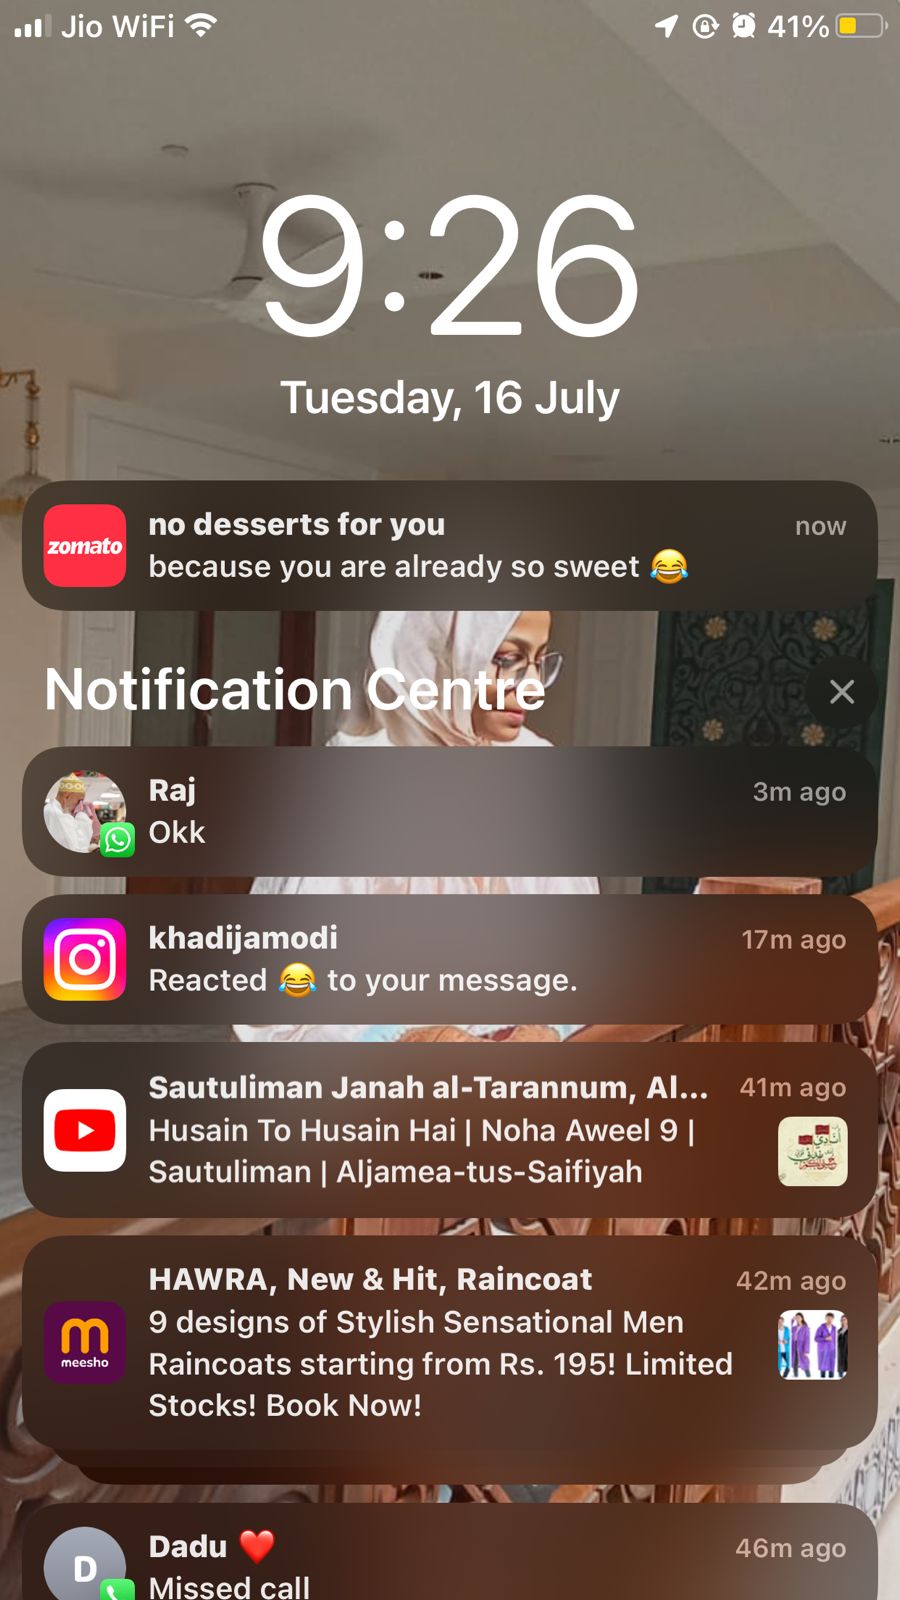 Jio WiFi 41%
9:26
Tuesday, 16 July
zomato
no desserts for you now
because you are already so sweet 😂
Notification Centre
Raj 3m ago
Okk
khadijamodi 17m ago
Reacted 😂 to your message.
Sautuliman Janah al-Tarannum, Al... 41m ago
Husain To Husain Hai | Noha Aweel 9 |
Sautuliman | Aljamea-tus-Saifiyah
HAWRA, New & Hit, Raincoat 42m ago
9 designs of Stylish Sensational Men
Raincoats starting from Rs. 195! Limited
Stocks! Book Now!
m
meesho
Dadu ❤️ 46m ago
D
Missed call